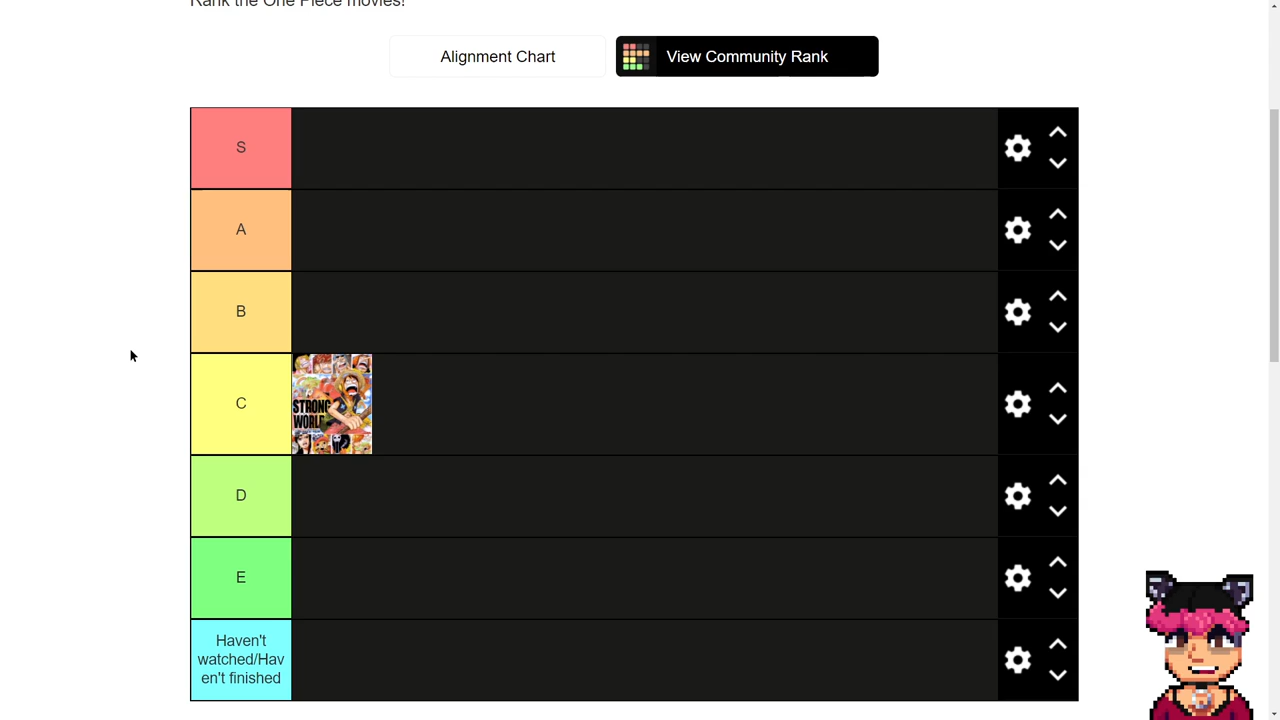 Rank the One Piece movies!
Alignment Chart
View Community Rank
S
A
B
C
STRONG
WORLD
D
E
Haven't
watched/Hav
en't finished